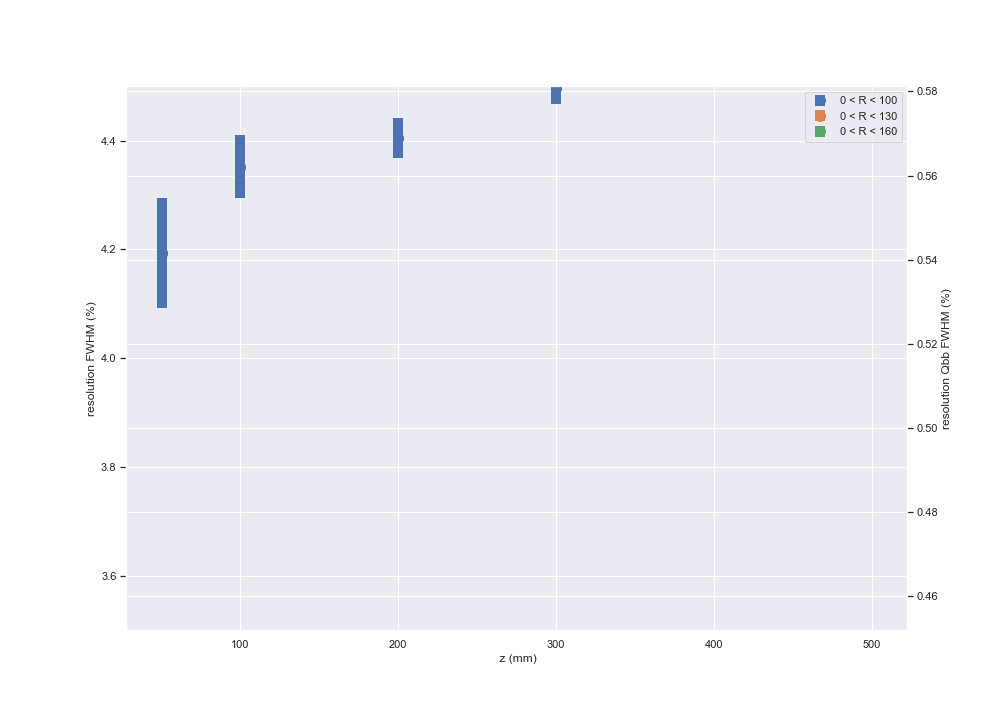 0 < R < 100
0 < R < 130
0 < R < 160
4.4
4.2
4.0
3.8
3.6
resolution FWHM (%)
0.58
0.56
0.54
0.52
0.50
0.48
0.46
resolution Qbb FWHM (%)
100 200 300 400 500
z (mm)